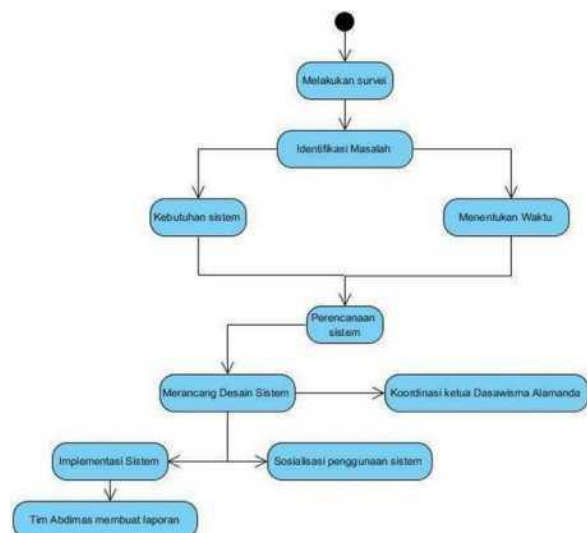 Melakukan survei
Identifikasi Masalah
Kebutuhan sistem
Menentukan Waktu
Perencanaan
sistem
Merancang Desain Sistem
Koordinasi ketua Dasawisma Alamanda
Implementasi Sistem
Sosialisasi penggunaan sistem
Tim Abdimas membuat laporan